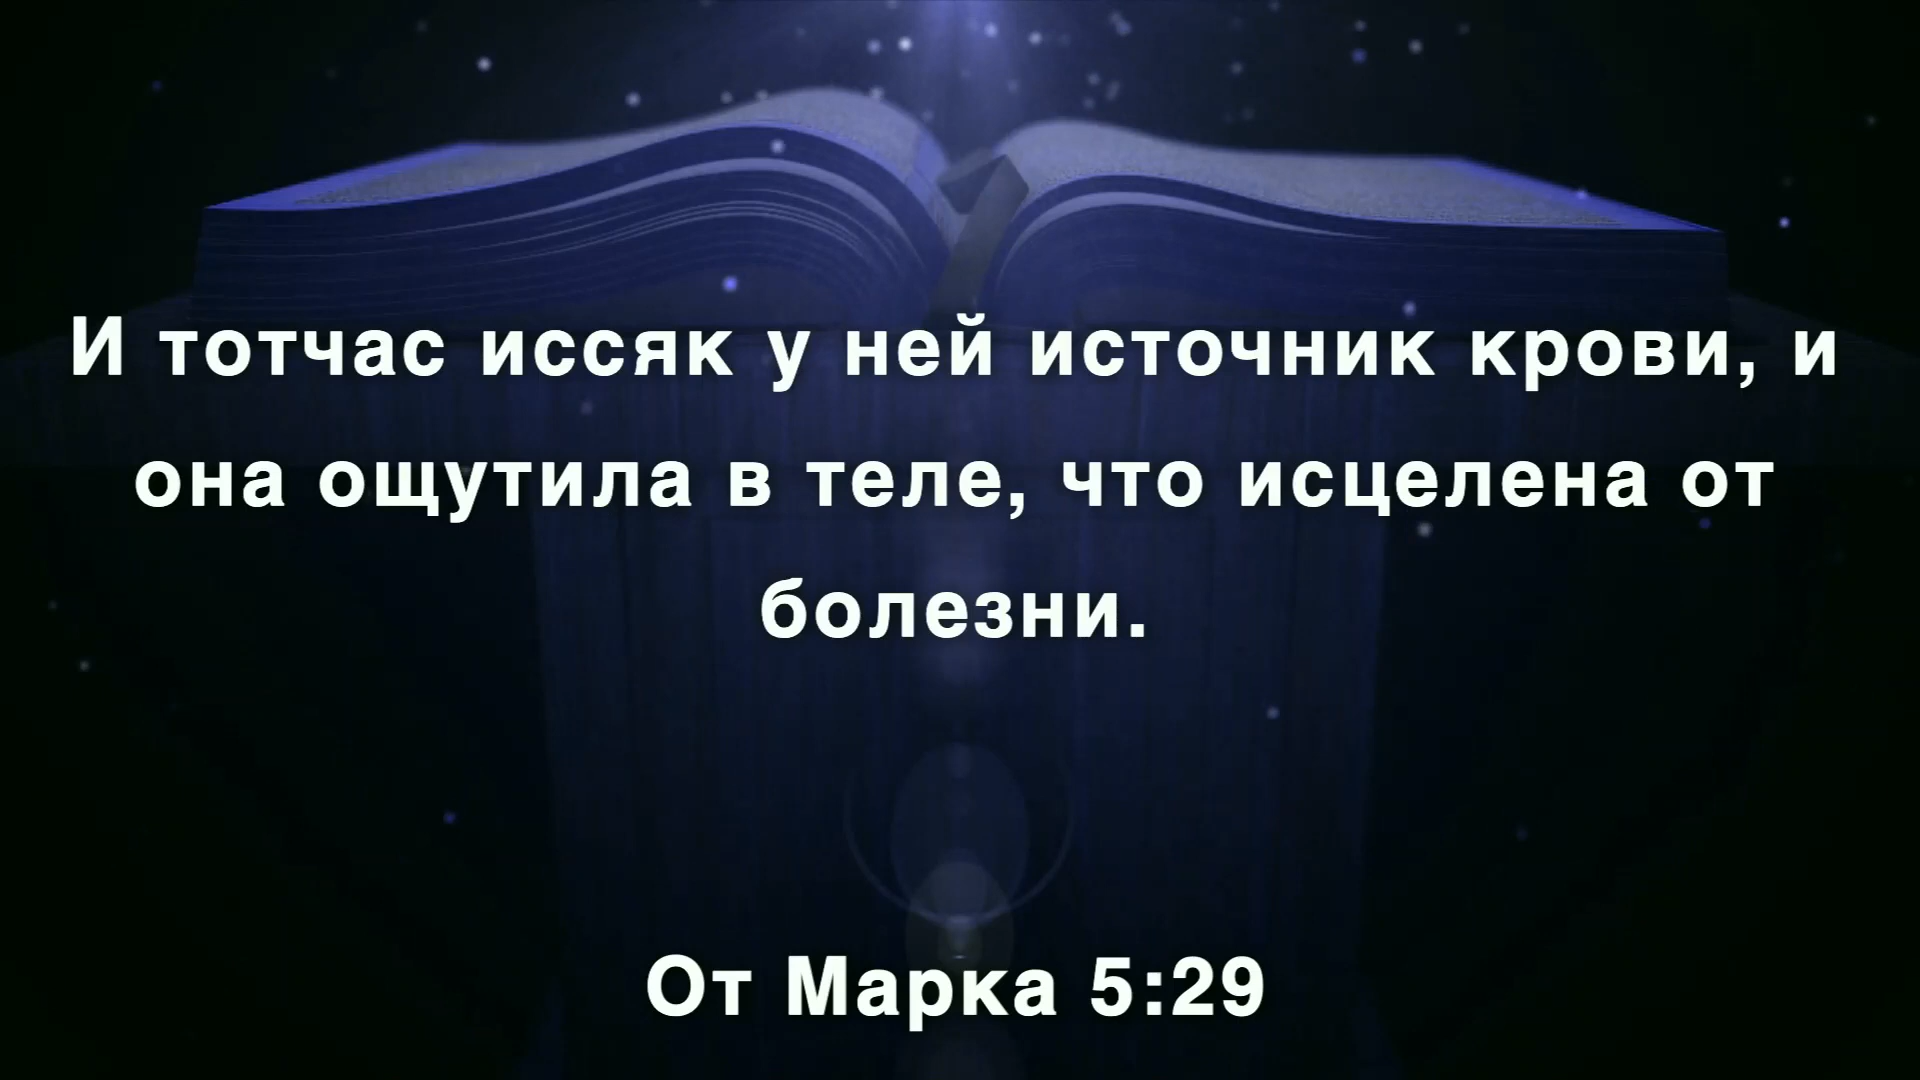 И тотчас иссяк у ней источник крови, и
она ощутила в теле, что исцелена от
болезни.
От Марка 5:29